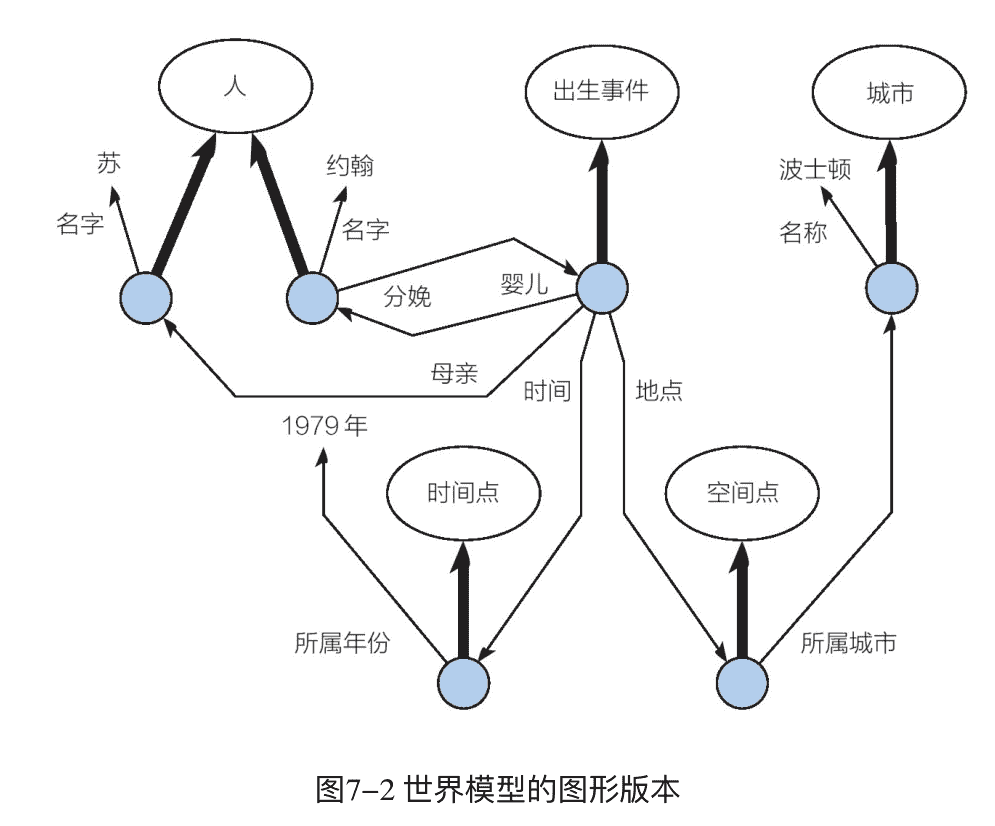 人
出生事件
城市
苏
约翰
波士顿
名字
名字
名称
分娩
婴儿
母亲
时间
地点
1979 年
时间点
空间点
所属年份
所属城市
图7-2 世界模型的图形版本